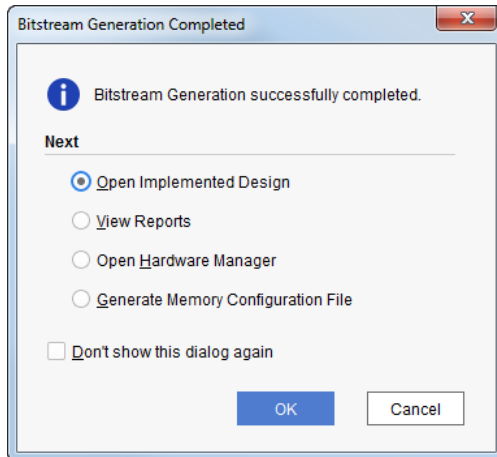 Bitstream Generation Completed
Bitstream Generation successfully completed.
Next
Open Implemented Design
View Reports
Open Hardware Manager
Generate Memory Configuration File
Don't show this dialog again
OK
Cancel